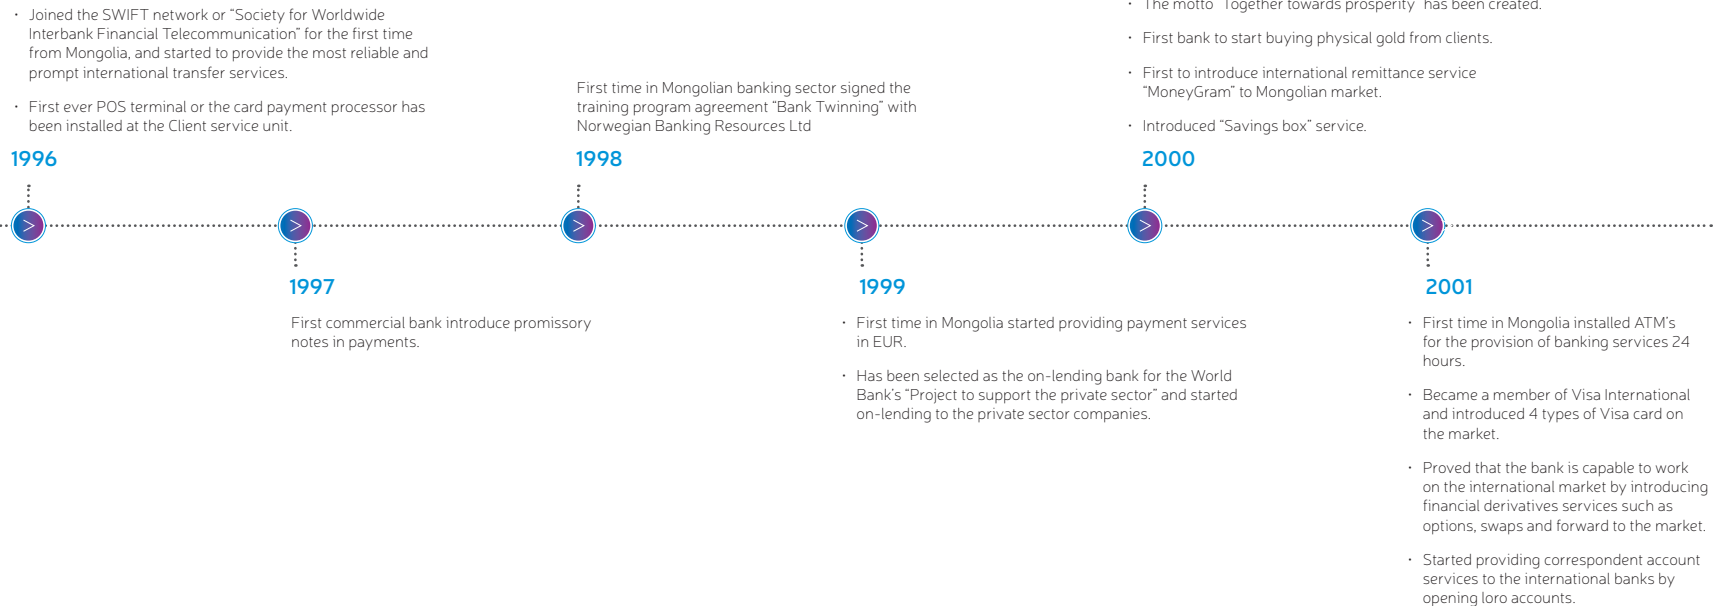 · Joined the SWIFT network or “Society for Worldwide
Interbank Financial Telecommunication” for the first time
from Mongolia, and started to provide the most reliable and
prompt international transfer services.
· First ever POS terminal or the card payment processor has
been installed at the Client service unit.
1996
>
1997
First commercial bank introduce promissory
notes in payments.
>
First time in Mongolian banking sector signed the
training program agreement “Bank Twinning” with
Norwegian Banking Resources Ltd
1998
>
1999
· First time in Mongolia started providing payment services
in EUR.
· Has been selected as the on-lending bank for the World
Bank’s “Project to support the private sector” and started
on-lending to the private sector companies.
>
· The motto “Together towards prosperity” has been created.
· First bank to start buying physical gold from clients.
· First to introduce international remittance service
“MoneyGram” to Mongolian market.
· Introduced “Savings box” service.
2000
>
2001
· First time in Mongolia installed ATM’s
for the provision of banking services 24
hours.
· Became a member of Visa International
and introduced 4 types of Visa card on
the market.
· Proved that the bank is capable to work
on the international market by introducing
financial derivatives services such as
options, swaps and forward to the market.
· Started providing correspondent account
services to the international banks by
opening loro accounts.
>